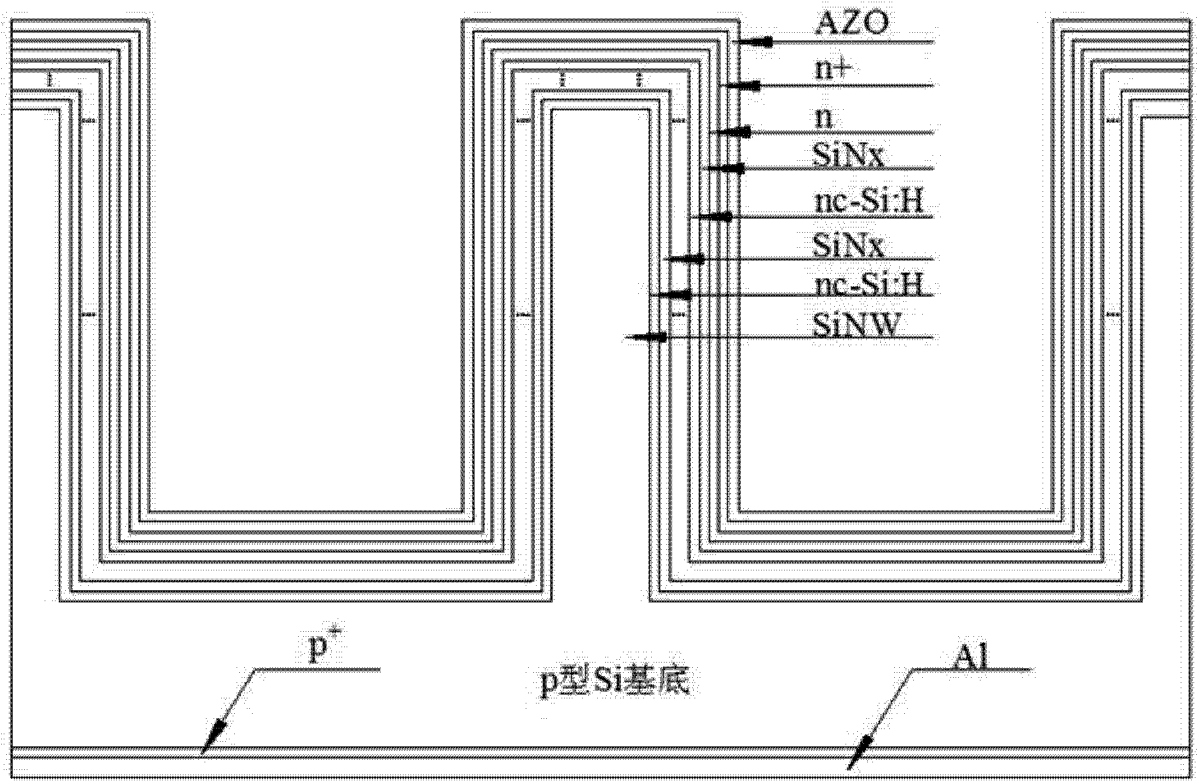 AZO
n+
n
SiNx
nc-Si:H
SiNx
nc-Si:H
SiNW
p+
p型Si基底
Al